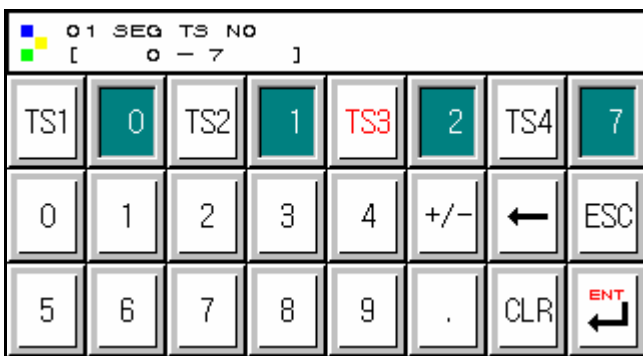 01 SEG TS NO
[ 0 – 7 ]
TS1 0 TS2 1 TS3 2 TS4 7
0 1 2 3 4 +/- ← ESC
5 6 7 8 9 . CLR ENT